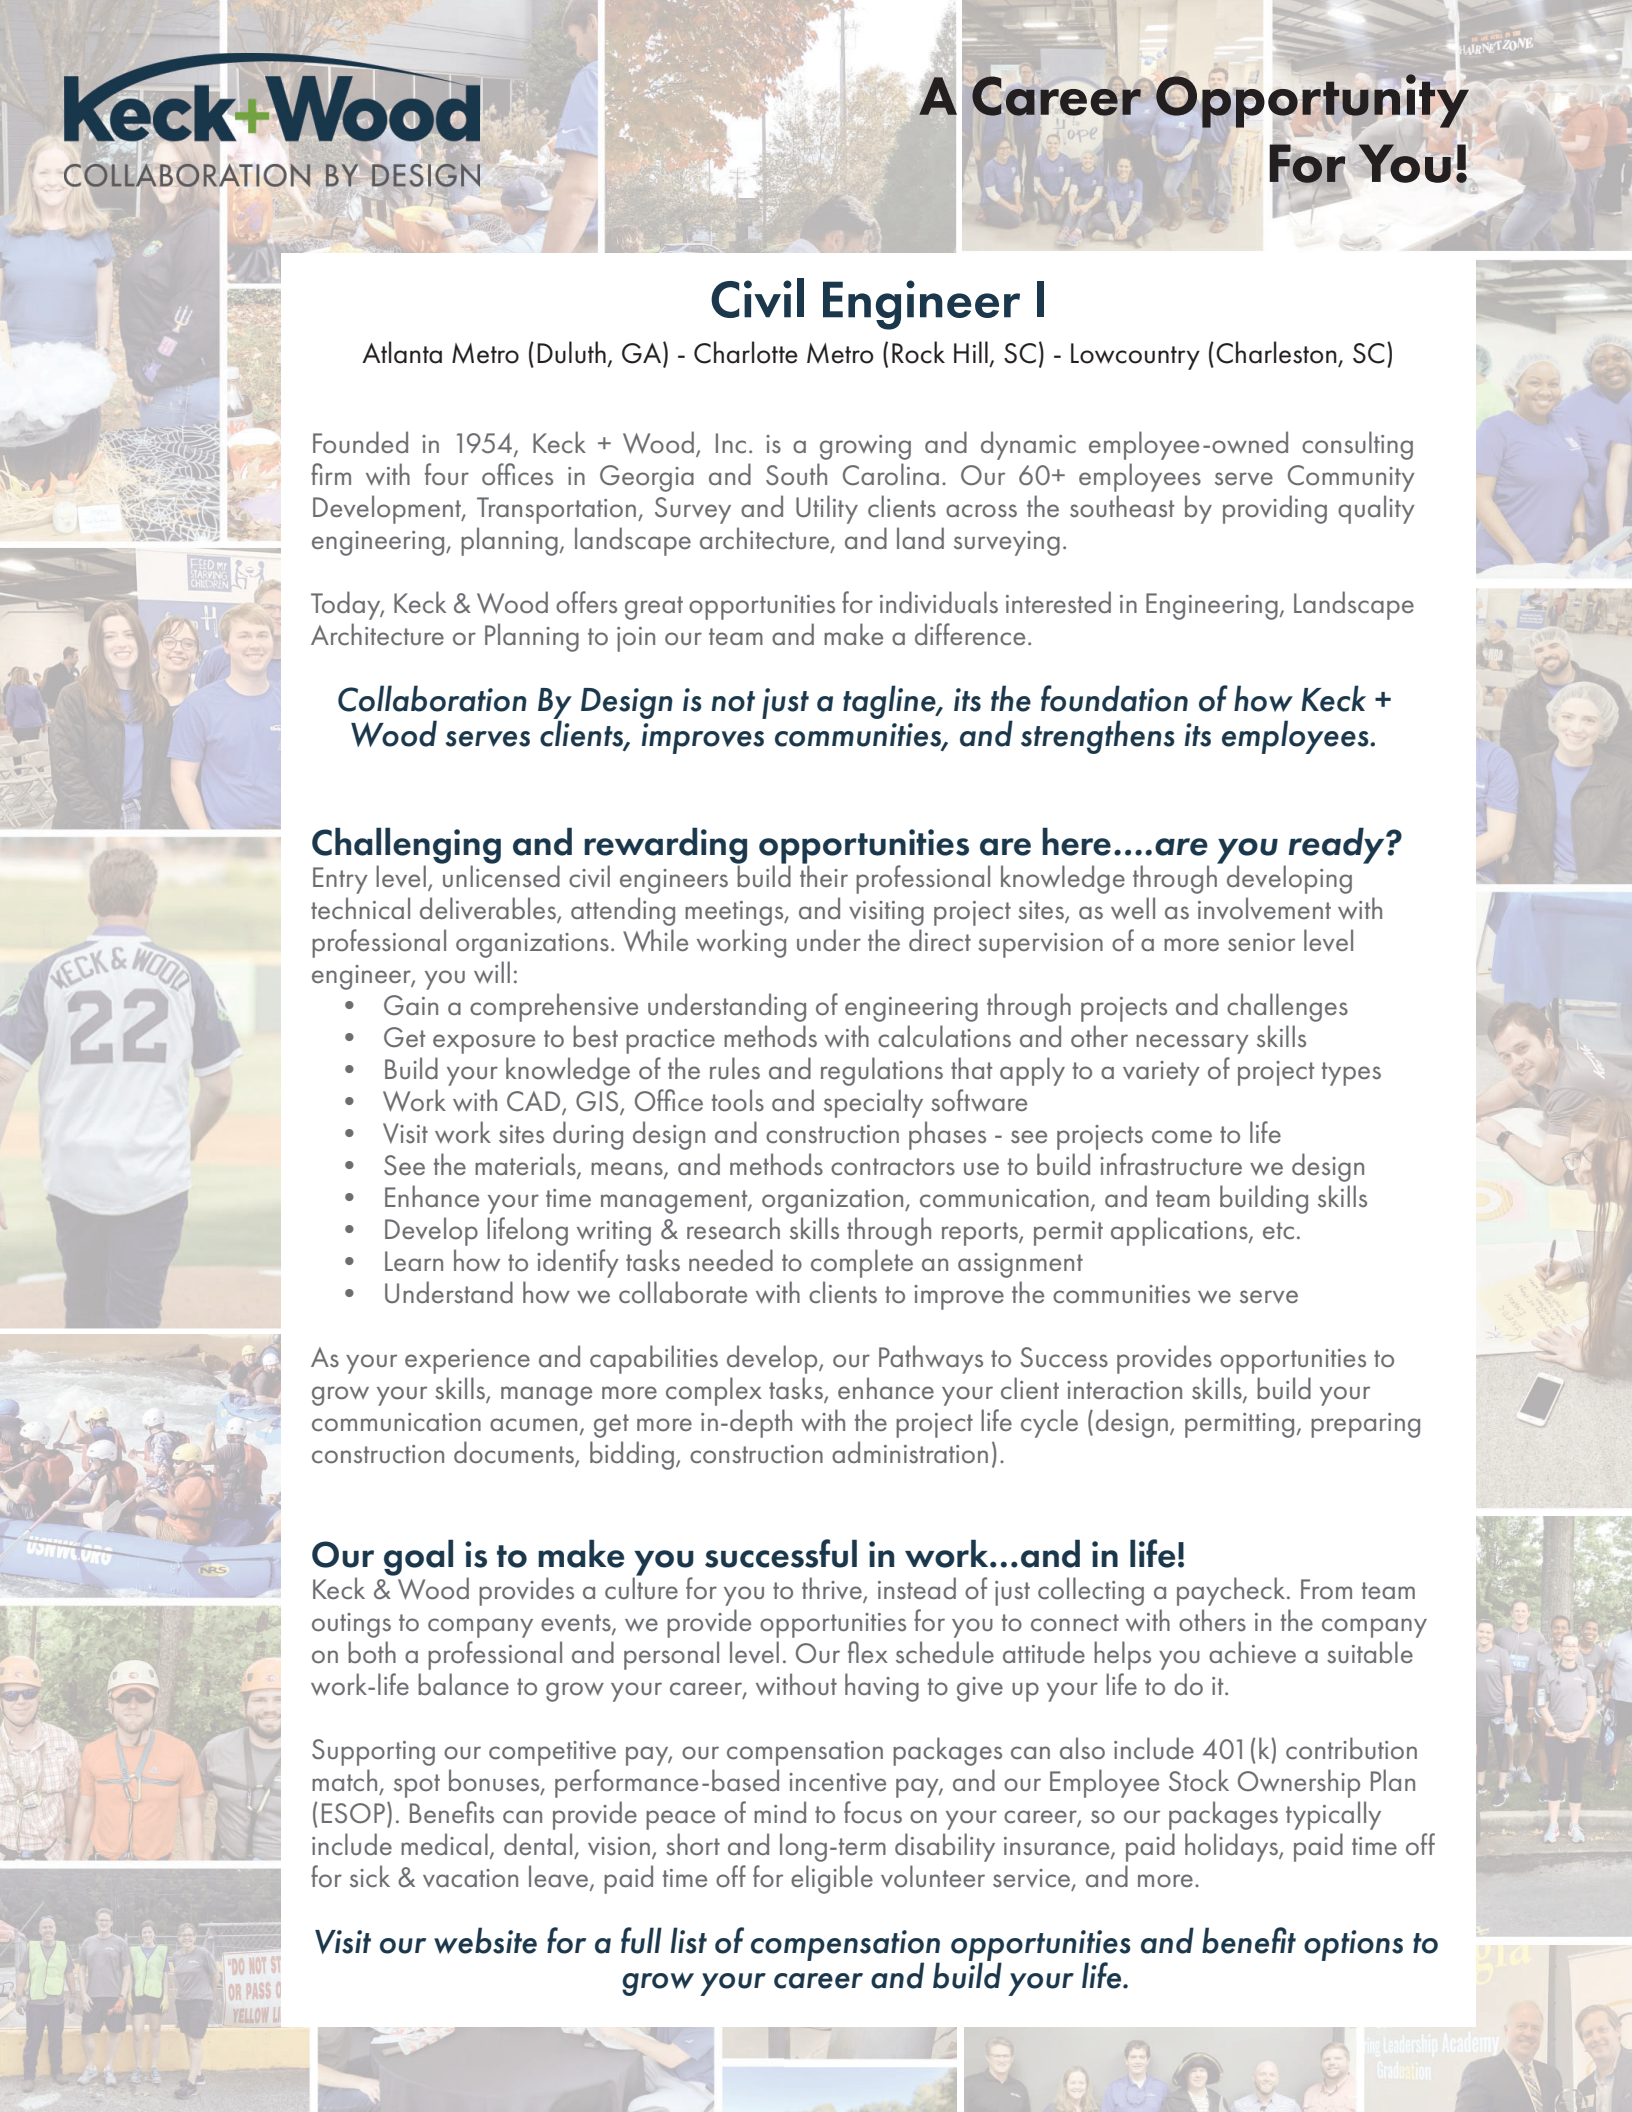 Keck+Wood
COLLABORATION BY DESIGN
A Career Opportunity
For You!
HAIRNETZONE
Hope
Civil Engineer I
Atlanta Metro (Duluth, GA) - Charlotte Metro (Rock Hill, SC) - Lowcountry (Charleston, SC)
Founded in 1954, Keck + Wood, Inc. is a growing and dynamic employee-owned consulting
firm with four offices in Georgia and South Carolina. Our 60+ employees serve Community
Development, Transportation, Survey and Utility clients across the southeast by providing quality
engineering, planning, landscape architecture, and land surveying.
Today, Keck & Wood offers great opportunities for individuals interested in Engineering, Landscape
Architecture or Planning to join our team and make a difference.
Collaboration By Design is not just a tagline, its the foundation of how Keck +
Wood serves clients, improves communities, and strengthens its employees.
FEED MY
STARVING
CHILDREN
Challenging and rewarding opportunities are here....are you ready?
Entry level, unlicensed civil engineers build their professional knowledge through developing
technical deliverables, attending meetings, and visiting project sites, as well as involvement with
professional organizations. While working under the direct supervision of a more senior level
engineer, you will:
• Gain a comprehensive understanding of engineering through projects and challenges
• Get exposure to best practice methods with calculations and other necessary skills
• Build your knowledge of the rules and regulations that apply to a variety of project types
• Work with CAD, GIS, Office tools and specialty software
• Visit work sites during design and construction phases - see projects come to life
• See the materials, means, and methods contractors use to build infrastructure we design
• Enhance your time management, organization, communication, and team building skills
• Develop lifelong writing & research skills through reports, permit applications, etc.
• Learn how to identify tasks needed to complete an assignment
• Understand how we collaborate with clients to improve the communities we serve
KECK & WOOD
22
As your experience and capabilities develop, our Pathways to Success provides opportunities to
grow your skills, manage more complex tasks, enhance your client interaction skills, build your
communication acumen, get more in-depth with the project life cycle (design, permitting, preparing
construction documents, bidding, construction administration).
USNWC.ORG
NRS
Our goal is to make you successful in work...and in life!
Keck & Wood provides a culture for you to thrive, instead of just collecting a paycheck. From team
outings to company events, we provide opportunities for you to connect with others in the company
on both a professional and personal level. Our flex schedule attitude helps you achieve a suitable
work-life balance to grow your career, without having to give up your life to do it.
Supporting our competitive pay, our compensation packages can also include 401(k) contribution
match, spot bonuses, performance-based incentive pay, and our Employee Stock Ownership Plan
(ESOP). Benefits can provide peace of mind to focus on your career, so our packages typically
include medical, dental, vision, short and long-term disability insurance, paid holidays, paid time off
for sick & vacation leave, paid time off for eligible volunteer service, and more.
Visit our website for a full list of compensation opportunities and benefit options to
grow your career and build your life.
"DO NOT ST
OR PASS O
YELLOW LI
gia
ing Leadership Academy
Graduation